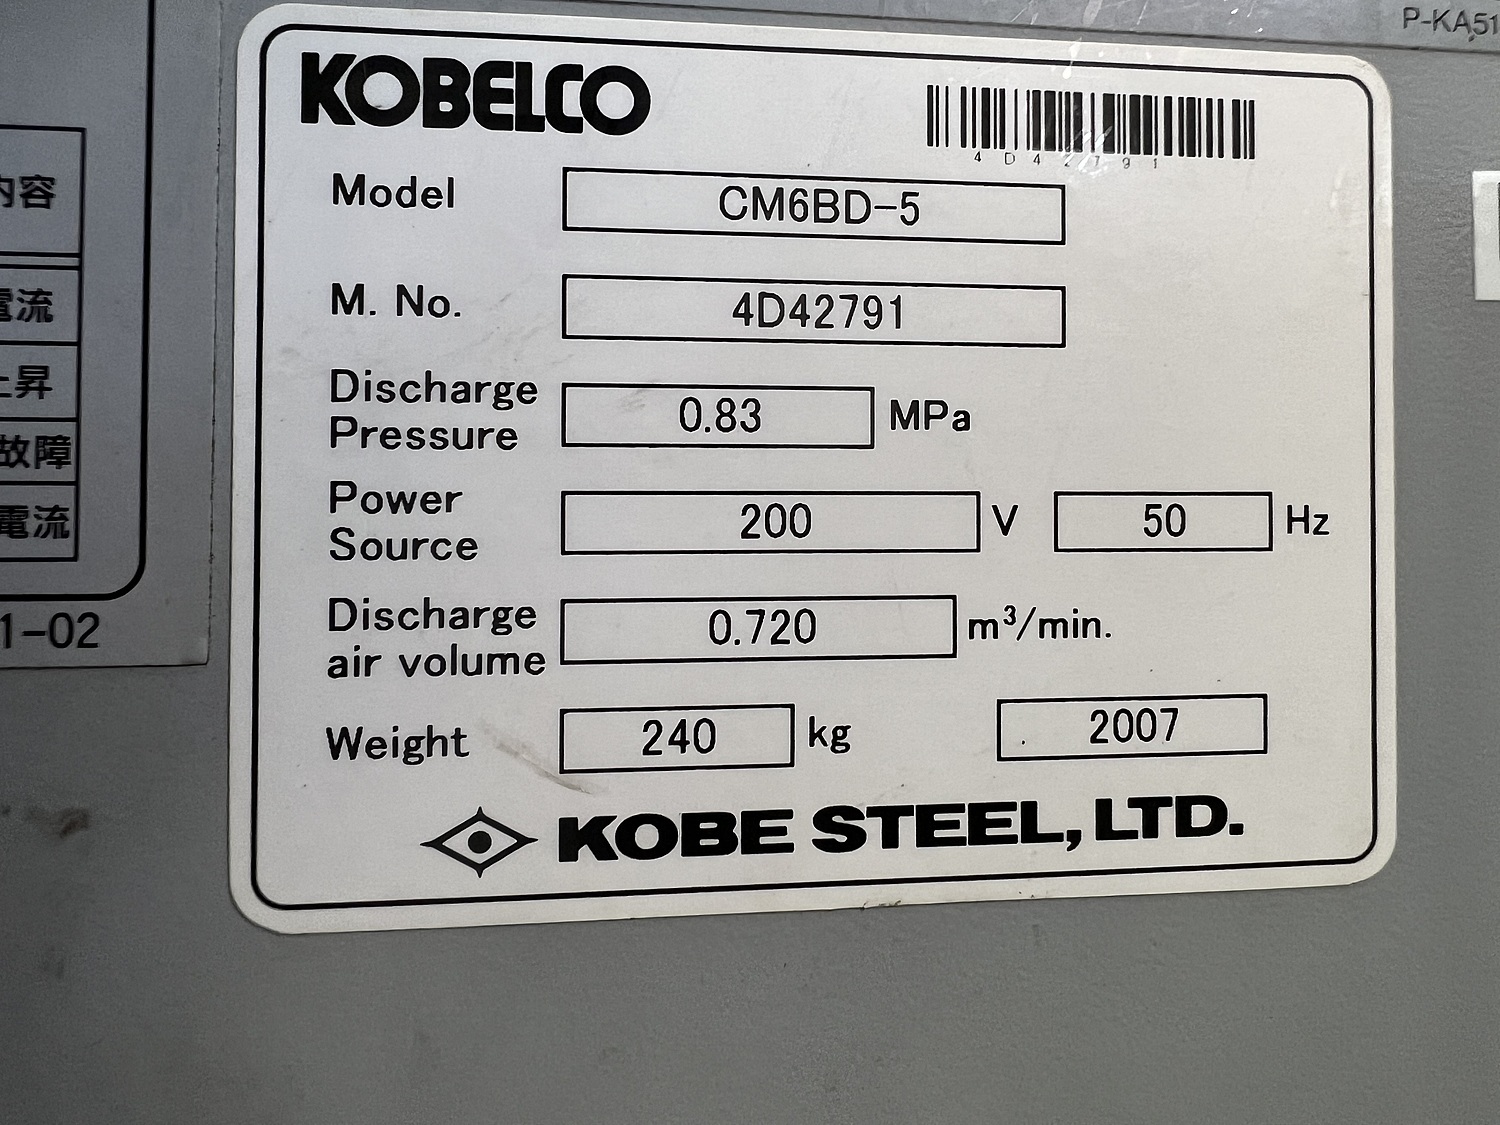 P-KA51
KOBELCO
4D42791
Model CM6BD-5
M. No. 4D42791
Discharge
Pressure 0.83 MPa
Power
Source 200 V 50 Hz
Discharge
air volume 0.720 m³/min.
Weight 240 kg 2007
KOBE STEEL, LTD.
内容
電流
上昇
故障
電流
1-02